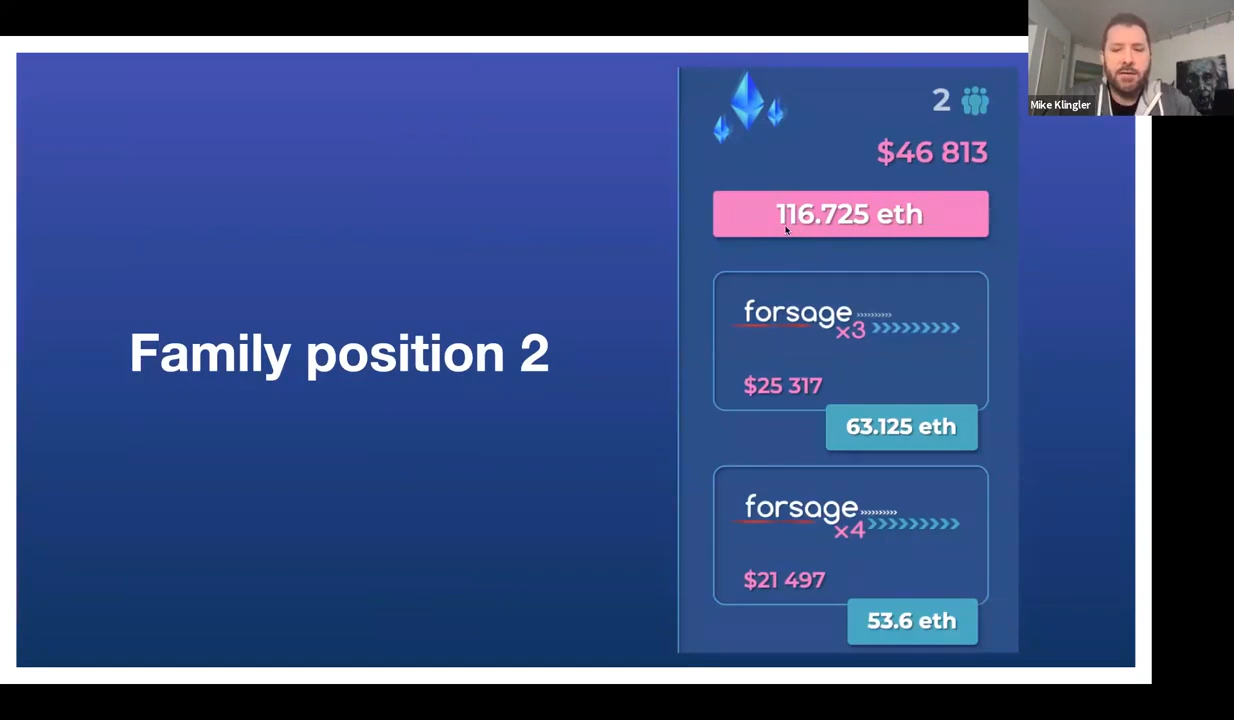 2
$46 813
Mike Klingler
116.725 eth
Family position 2
forsage
x3
$25 317
63.125 eth
forsage
x4
$21 497
53.6 eth